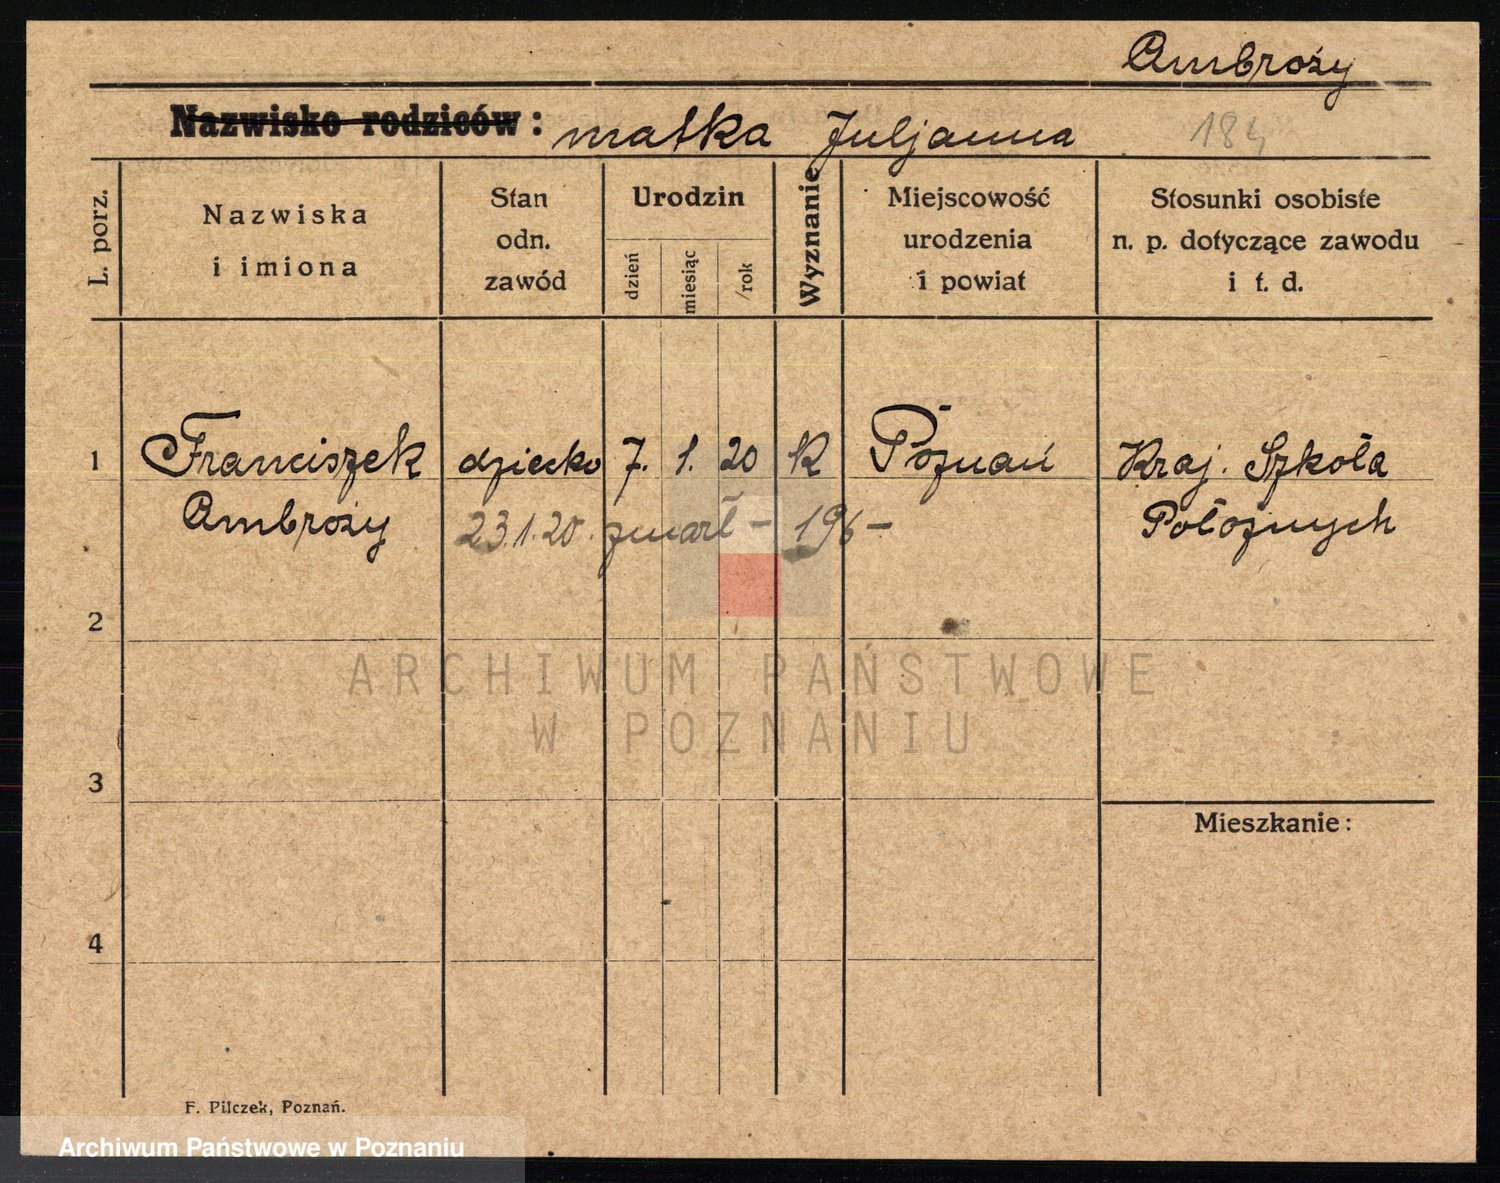 Ambroży
Nazwisko rodziców: matka Juljanna
184
L. porz.
Nazwiska
i imiona
Stan
odn.
zawód
Urodzin
dzień
miesiąc
rok
Wyznanie
Miejscowość
urodzenia
i powiat
Stosunki osobiste
n. p. dotyczące zawodu
i t. d.
1 Franciszek dziecko 7. 1. 20 K Poznań Kraj. Szkoła
Ambroży 23.1.20. zmarł – 196 – Położnych
2
ARCHIWUM PAŃSTWOWE
W POZNANIU
3
Mieszkanie:
4
F. Pilczek, Poznań.
Archiwum Państwowe w Poznaniu